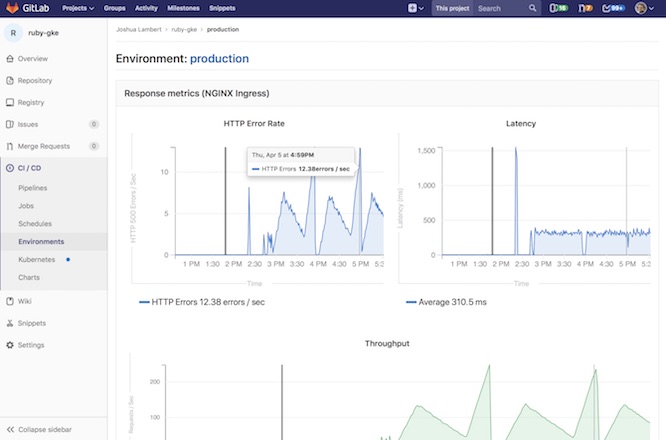 GitLab Projects Groups Activity Milestones Snippets This project Search 16 7 99+
R ruby-gke
Joshua Lambert › ruby-gke › production
Overview
Repository
Registry
Issues 0
Merge Requests 0
CI / CD
Pipelines
Jobs
Schedules
Environments
Kubernetes
Charts
Wiki
Snippets
Settings
<< Collapse sidebar
Environment: production
Response metrics (NGINX Ingress)
HTTP Error Rate
Thu, Apr 5 at 4:59PM
HTTP Errors 12.38errors / sec
HTTP 500 Errors / Sec
10
5
0
1 PM 1:30 2 PM 2:30 3 PM 3:30 4 PM 4:30 5 PM 5:3
Time
HTTP Errors 12.38 errors / sec
Latency
Latency (ms)
1,500
1,000
500
0
1 PM 1:30 2 PM 2:30 3 PM 3:30 4 PM 4:30 5 PM 5:3
Time
Average 310.5 ms
Throughput
Requests / Sec
200
100